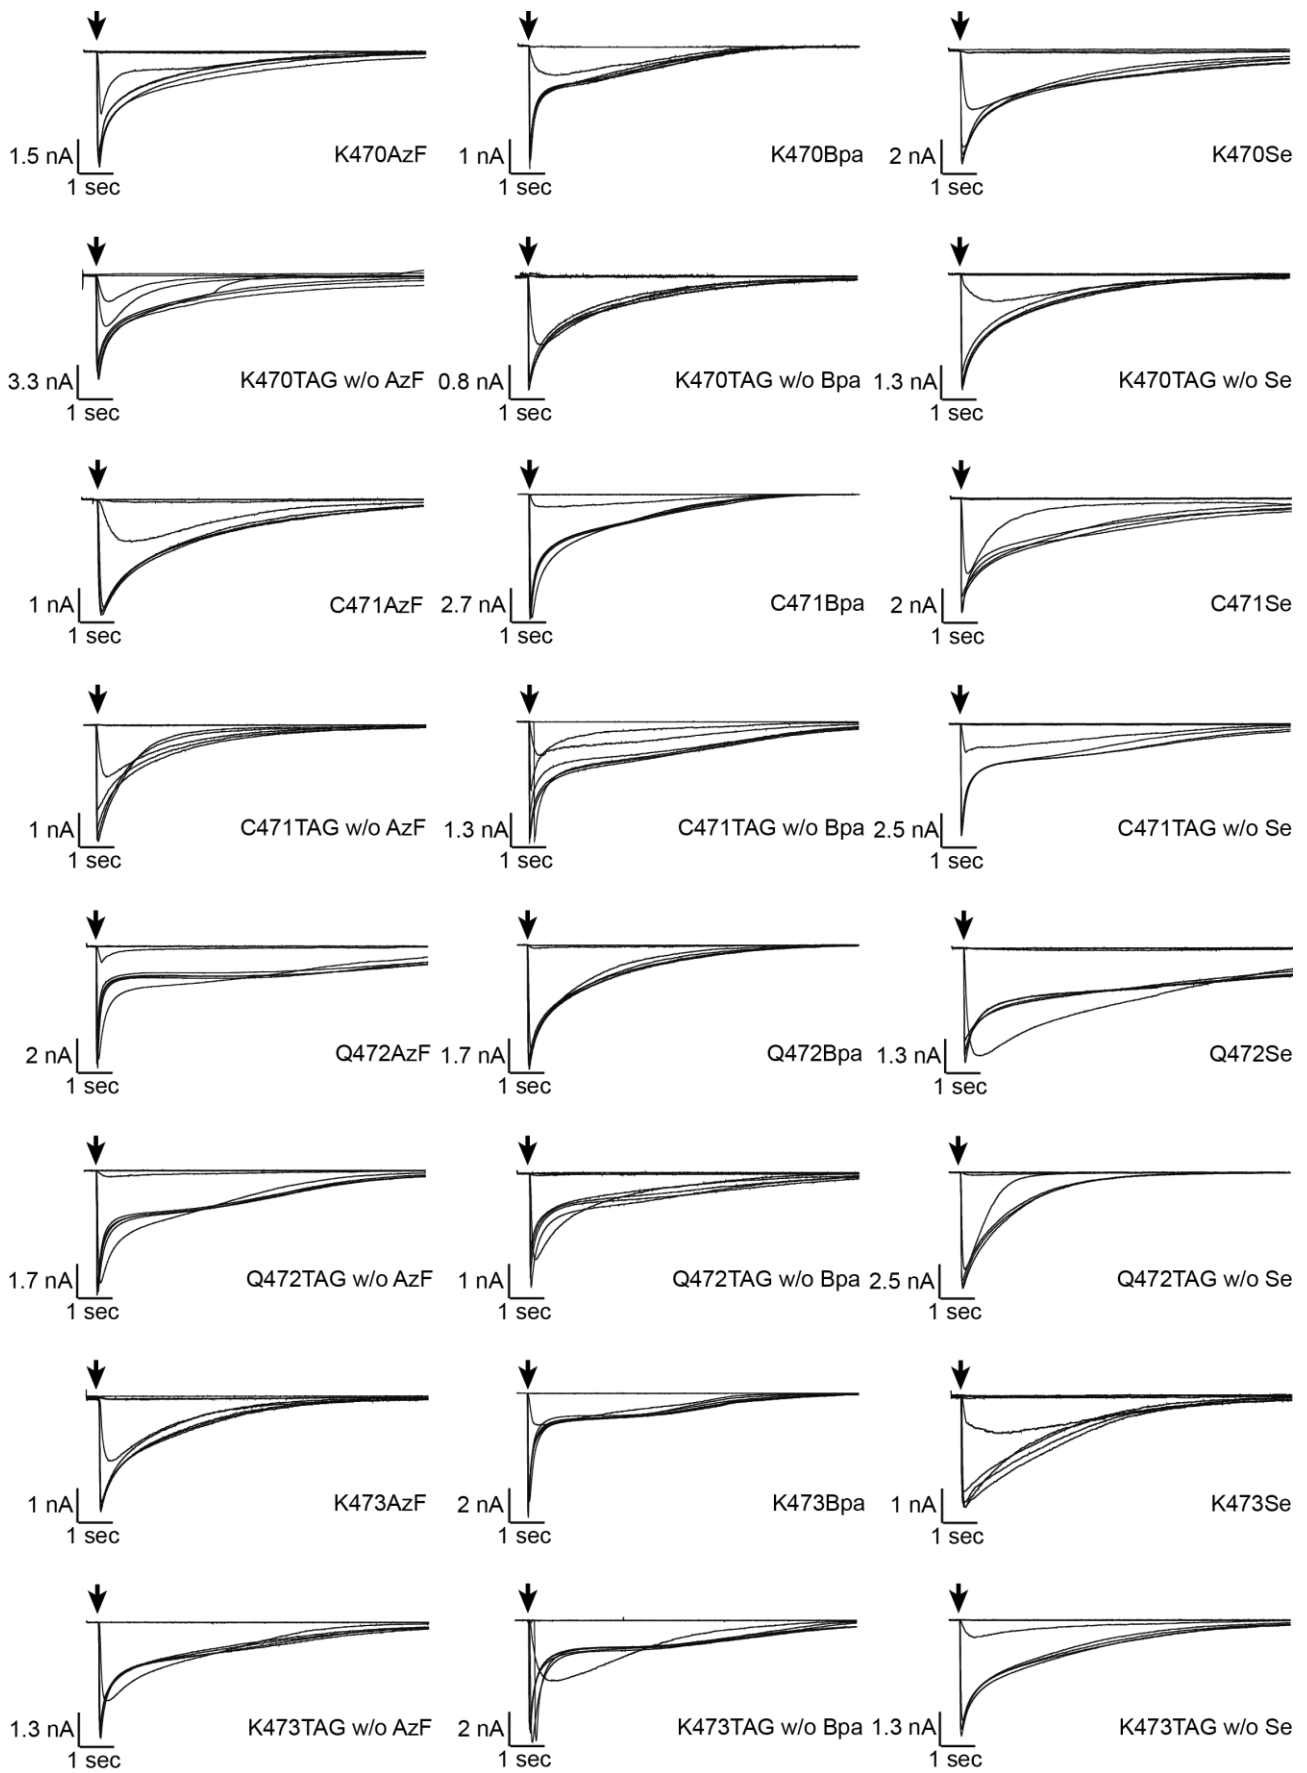 1.5 nA K470AzF 1 nA K470Bpa 2 nA K470Se
1 sec 1 sec 1 sec
3.3 nA K470TAG w/o AzF 0.8 nA K470TAG w/o Bpa 1.3 nA K470TAG w/o Se
1 sec 1 sec 1 sec
1 nA C471AzF 2.7 nA C471Bpa 2 nA C471Se
1 sec 1 sec 1 sec
1 nA C471TAG w/o AzF 1.3 nA C471TAG w/o Bpa 2.5 nA C471TAG w/o Se
1 sec 1 sec 1 sec
2 nA Q472AzF 1.7 nA Q472Bpa 1.3 nA Q472Se
1 sec 1 sec 1 sec
1.7 nA Q472TAG w/o AzF 1 nA Q472TAG w/o Bpa 2.5 nA Q472TAG w/o Se
1 sec 1 sec 1 sec
1 nA K473AzF 2 nA K473Bpa 1 nA K473Se
1 sec 1 sec 1 sec
1.3 nA K473TAG w/o AzF 2 nA K473TAG w/o Bpa 1.3 nA K473TAG w/o Se
1 sec 1 sec 1 sec